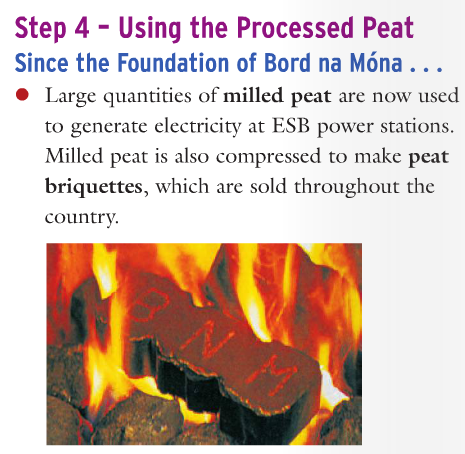 Step 4 – Using the Processed Peat
Since the Foundation of Bord na Móna . . .
● Large quantities of milled peat are now used
to generate electricity at ESB power stations.
Milled peat is also compressed to make peat
briquettes, which are sold throughout the
country.
BNM